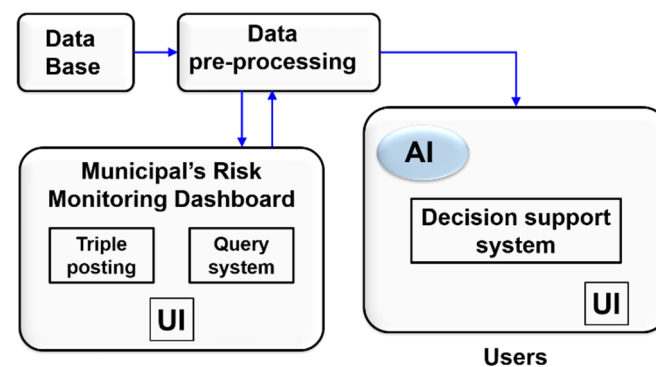 Data
Base
Data
pre-processing
Municipal's Risk
Monitoring Dashboard
Triple
posting
Query
system
UI
AI
Decision support
system
UI
Users